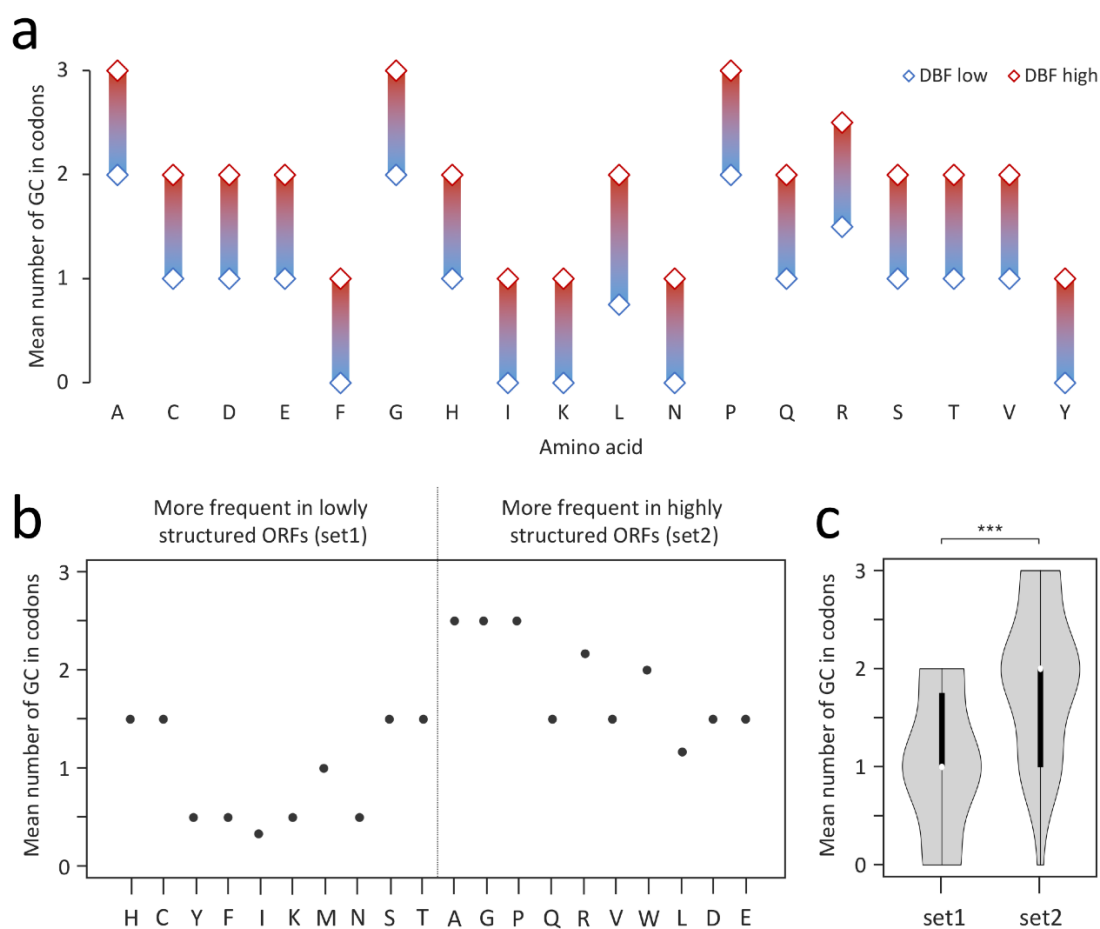 a
DBF low DBF high
Mean number of GC in codons
3
2
1
0
A C D E F G H I K L N P Q R S T V Y
Amino acid
b
More frequent in lowly
structured ORFs (set1)
More frequent in highly
structured ORFs (set2)
Mean number of GC in codons
3
2
1
0
H C Y F I K M N S T A G P Q R V W L D E
c
***
Mean number of GC in codons
3
2
1
0
set1 set2